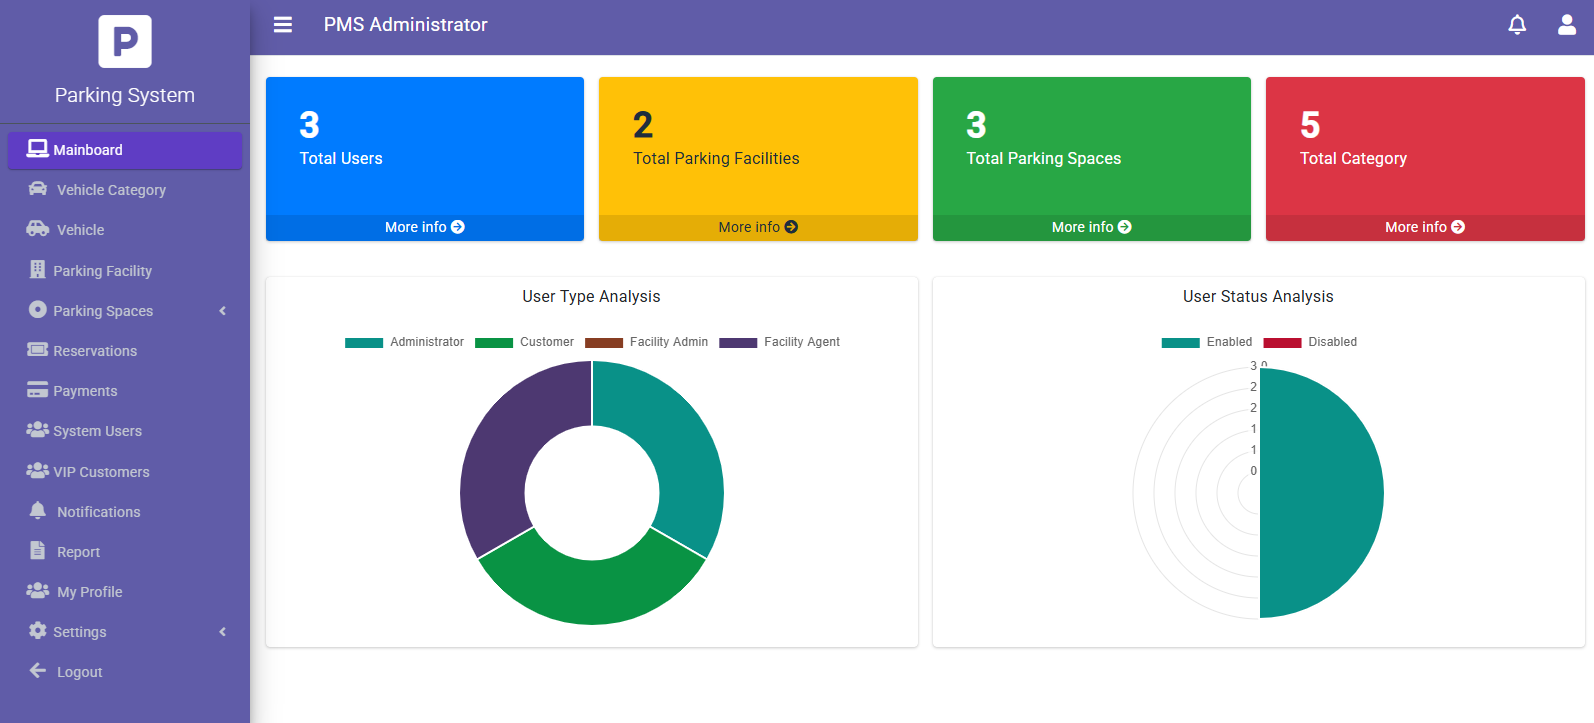 P
Parking System
Mainboard
Vehicle Category
Vehicle
Parking Facility
Parking Spaces
Reservations
Payments
System Users
VIP Customers
Notifications
Report
My Profile
Settings
Logout
PMS Administrator
3
Total Users
More info
2
Total Parking Facilities
More info
3
Total Parking Spaces
More info
5
Total Category
More info
User Type Analysis
Administrator Customer Facility Admin Facility Agent
User Status Analysis
Enabled Disabled
3 0
2
2
1
1
0